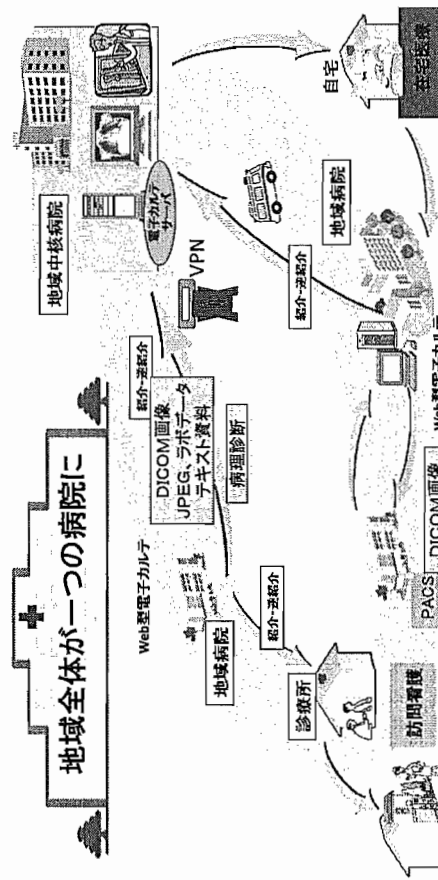 地域全体が一つの病院に
Web型電子カルテ
紹介-逆紹介
DICOM画像
JPEG、ラボデータ
テキスト資料
病理診断
VPN
地域中核病院
電子カルテ
サーバ
地域病院
紹介-逆紹介
診療所
訪問看護
紹介-逆紹介
地域病院
自宅
在宅医療
PACS
DICOM画像
Web型電子カルテ